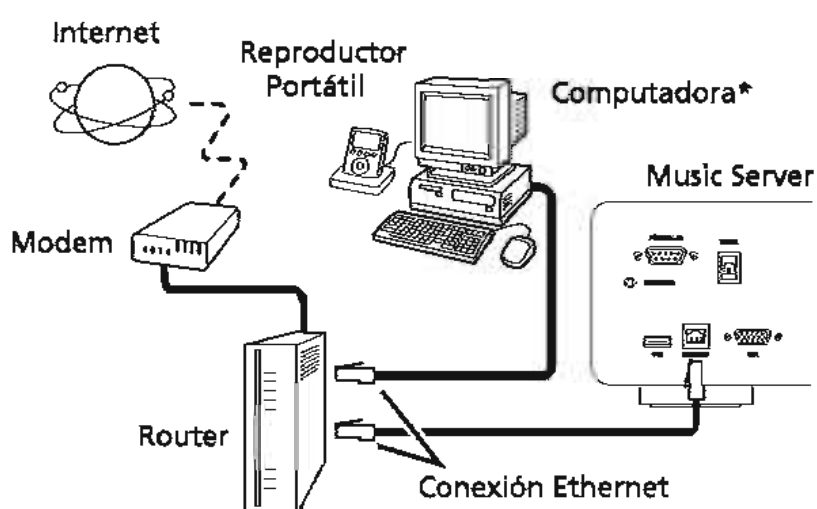 Internet
Reproductor
Portátil
Computadora*
Music Server
Modem
Router
Conexión Ethernet